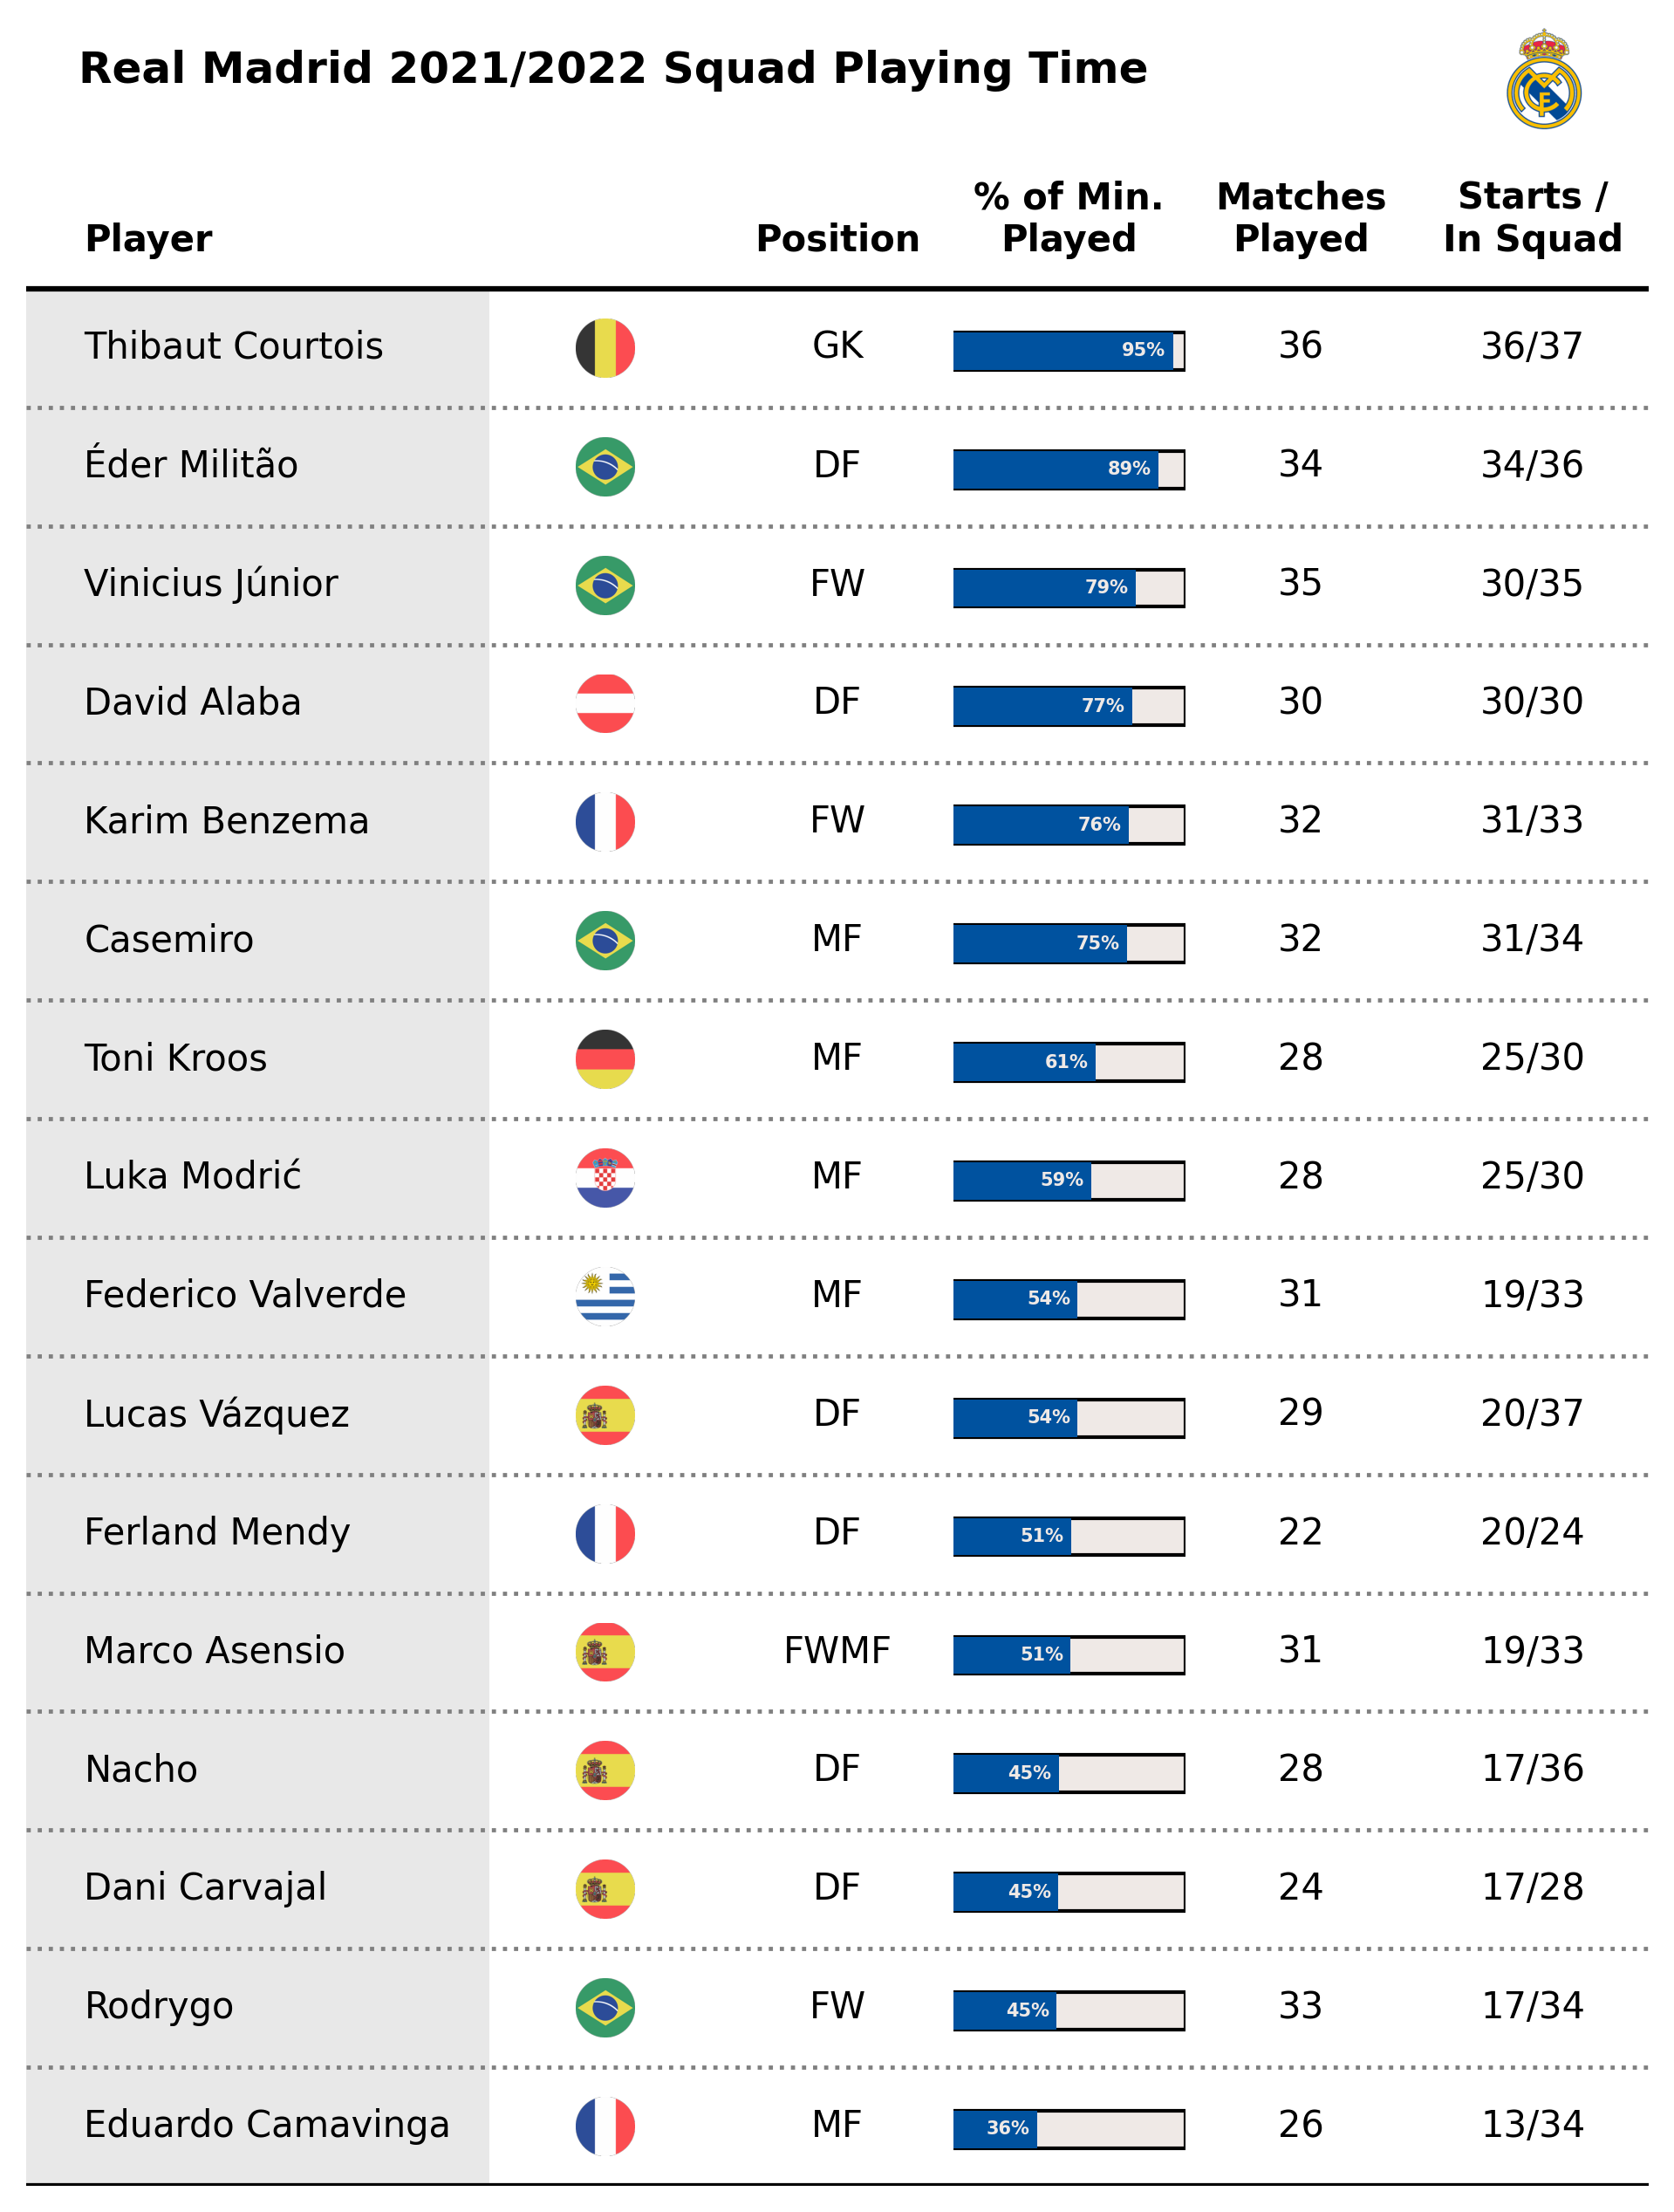 Real Madrid 2021/2022 Squad Playing Time
Player Position % of Min. Played Matches Played Starts / In Squad
Thibaut Courtois GK 95% 36 36/37
Éder Militão DF 89% 34 34/36
Vinicius Júnior FW 79% 35 30/35
David Alaba DF 77% 30 30/30
Karim Benzema FW 76% 32 31/33
Casemiro MF 75% 32 31/34
Toni Kroos MF 61% 28 25/30
Luka Modrić MF 59% 28 25/30
Federico Valverde MF 54% 31 19/33
Lucas Vázquez DF 54% 29 20/37
Ferland Mendy DF 51% 22 20/24
Marco Asensio FWMF 51% 31 19/33
Nacho DF 45% 28 17/36
Dani Carvajal DF 45% 24 17/28
Rodrygo FW 45% 33 17/34
Eduardo Camavinga MF 36% 26 13/34